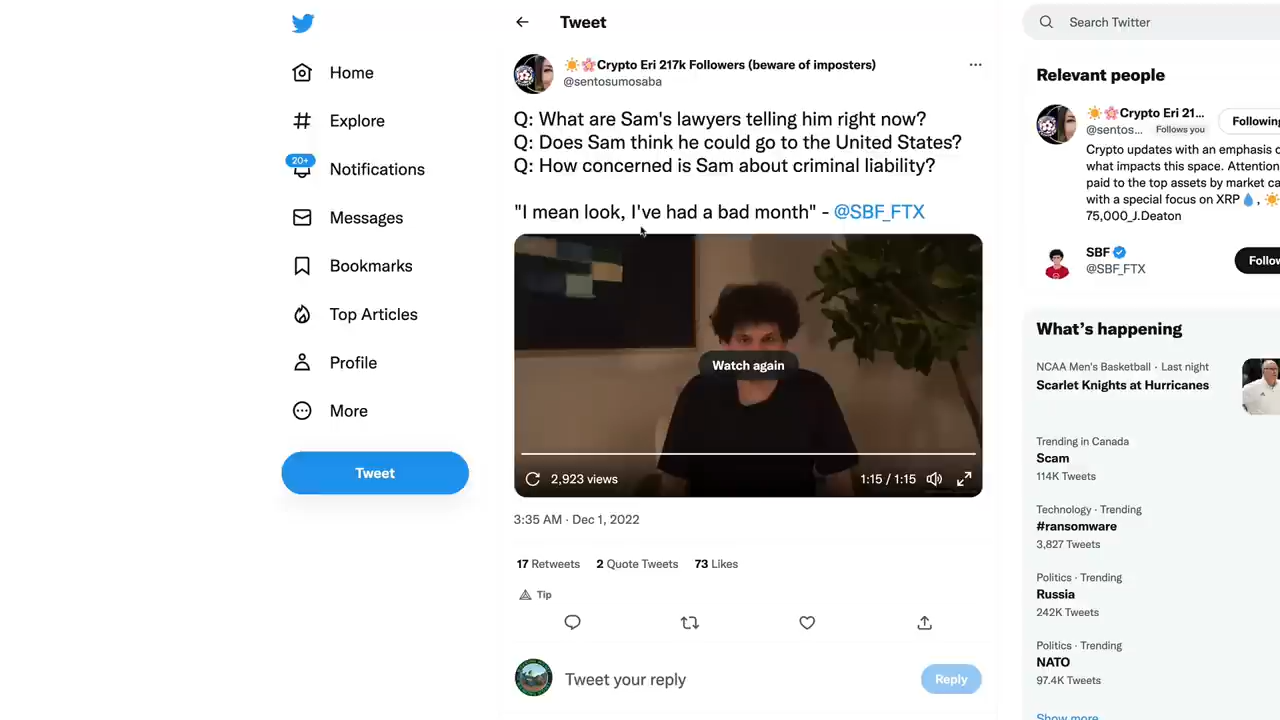 Home
Explore
20+
Notifications
Messages
Bookmarks
Top Articles
Profile
More
Tweet
Tweet
Crypto Eri 217k Followers (beware of imposters)
@sentosumosaba
Q: What are Sam's lawyers telling him right now?
Q: Does Sam think he could go to the United States?
Q: How concerned is Sam about criminal liability?
"I mean look, I've had a bad month" - @SBF_FTX
Watch again
2,923 views
1:15 / 1:15
3:35 AM · Dec 1, 2022
17 Retweets 2 Quote Tweets 73 Likes
Tip
Tweet your reply
Reply
Search Twitter
Relevant people
Crypto Eri 21...
Following
@sentos... Follows you
Crypto updates with an emphasis o
what impacts this space. Attention
paid to the top assets by market ca
with a special focus on XRP💧, ☀️
75,000_J.Deaton
SBF
@SBF_FTX
Follow
What's happening
NCAA Men's Basketball · Last night
Scarlet Knights at Hurricanes
Trending in Canada
Scam
114K Tweets
Technology · Trending
#ransomware
3,827 Tweets
Politics · Trending
Russia
242K Tweets
Politics · Trending
NATO
97.4K Tweets
Show more